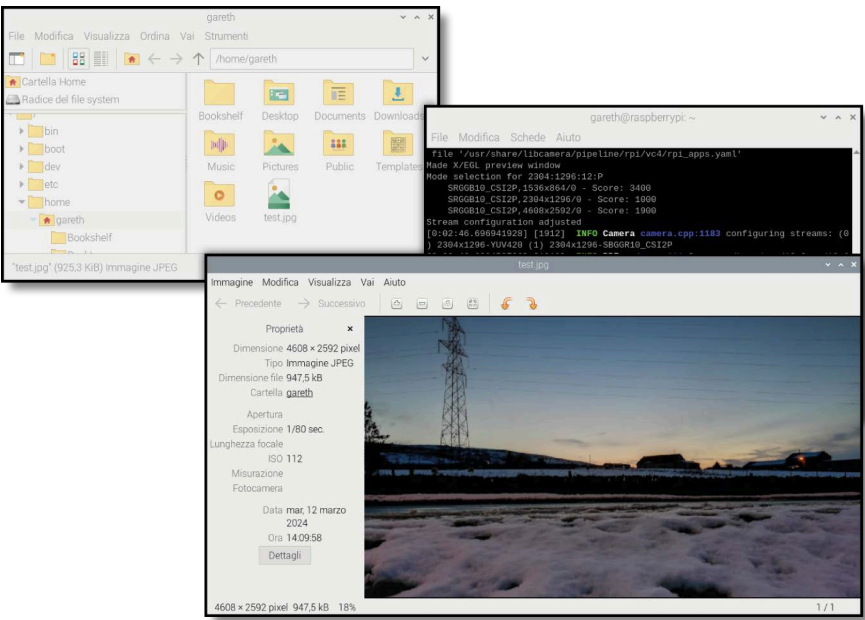 gareth
File Modifica Visualizza Ordina Vai Strumenti
/home/gareth
Cartella Home
Radice del file system
bin
boot
dev
etc
home
gareth
Bookshelf
Bookshelf Desktop Documents Downloads
Music Pictures Public Templates
Videos test.jpg
"test.jpg" (925,3 KiB) Immagine JPEG
gareth@raspberrypi: ~
File Modifica Schede Aiuto
file '/usr/share/libcamera/pipeline/rpi/vc4/rpi_apps.yaml'
Made X/EGL preview window
Mode selection for 2304:1296:12:P
SRGGB10_CSI2P,1536x864/0 - Score: 3400
SRGGB10_CSI2P,2304x1296/0 - Score: 1000
SRGGB10_CSI2P,4608x2592/0 - Score: 1900
Stream configuration adjusted
[0:02:46.696941928] [1912] INFO Camera camera.cpp:1183 configuring streams: (0
) 2304x1296-YUV420 (1) 2304x1296-SBGGR10_CSI2P
test.jpg
Immagine Modifica Visualizza Vai Aiuto
Precedente Successivo
Proprietà
Dimensione 4608 × 2592 pixel
Tipo Immagine JPEG
Dimensione file 947,5 kB
Cartella gareth
Apertura
Esposizione 1/80 sec.
Lunghezza focale
ISO 112
Misurazione
Fotocamera
Data mar, 12 marzo
2024
Ora 14:09:58
Dettagli
4608 × 2592 pixel 947,5 kB 18% 1 / 1